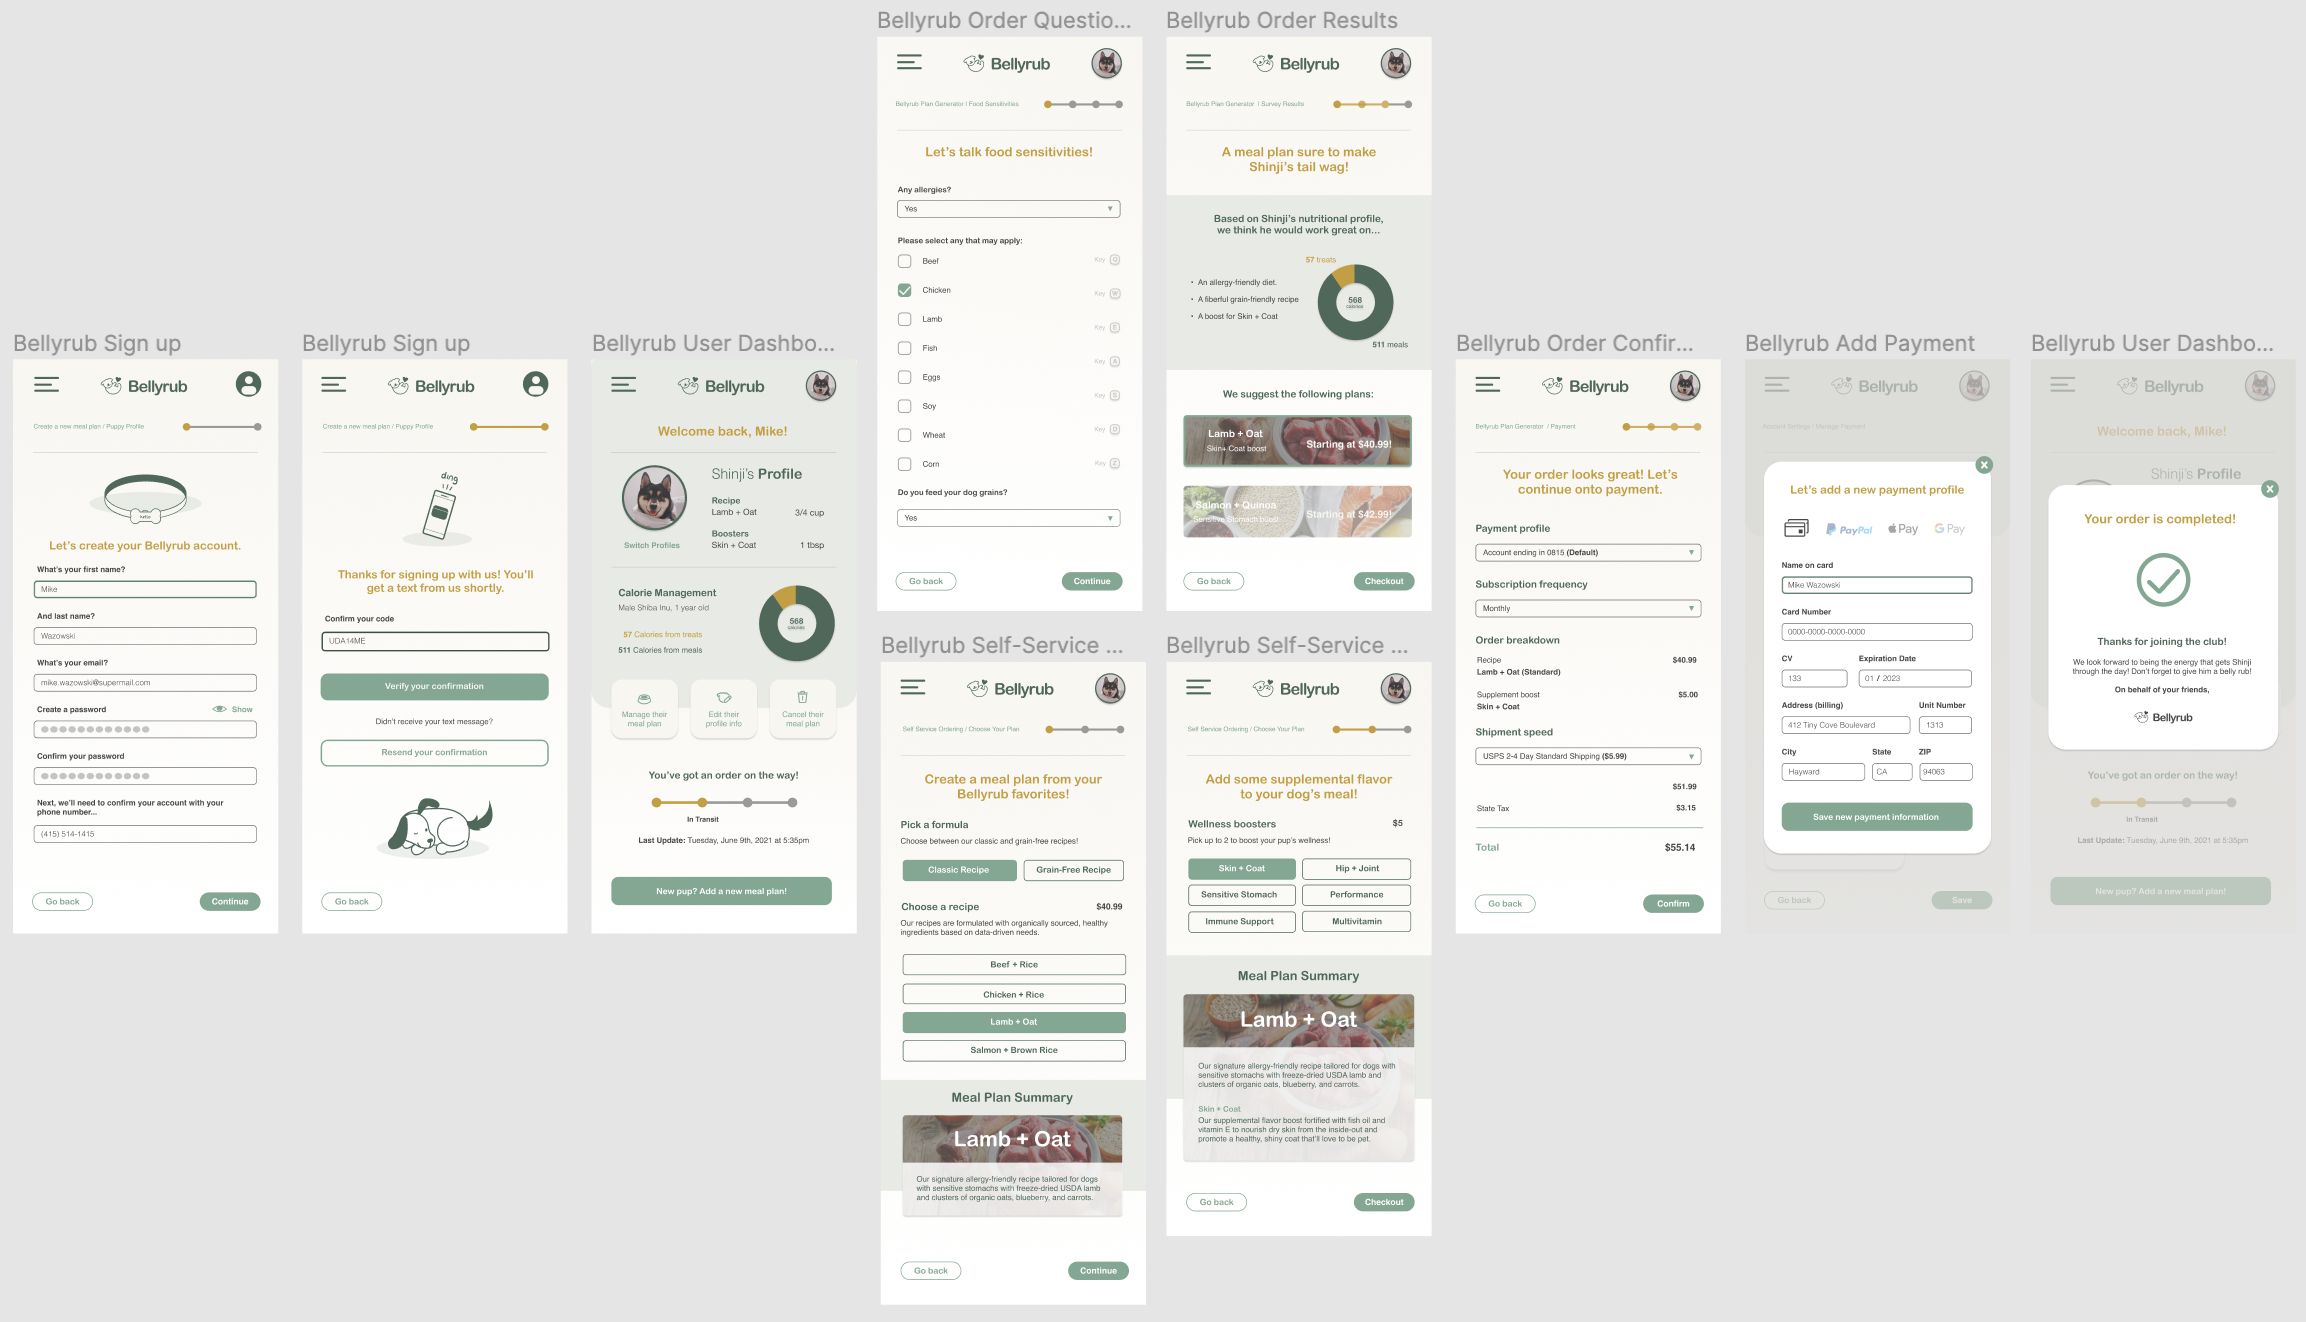 Bellyrub Sign up
Bellyrub
Create a new meal plan / Puppy Profile
hello
Let's create your Bellyrub account.
What's your first name?
Mike
And last name?
Wazowski
What's your email?
mike.wazowski@supermail.com
Create a password
Show
Confirm your password
Next, we'll need to confirm your account with your
phone number...
(415) 514-1415
Go back
Continue
Bellyrub Sign up
Bellyrub
Create a new meal plan / Puppy Profile
ding
Thanks for signing up with us! You'll
get a text from us shortly.
Confirm your code
UDA14ME
Verify your confirmation
Didn't receive your text message?
Resend your confirmation
Go back
Bellyrub User Dashbo...
Bellyrub
Welcome back, Mike!
Shinji's Profile
Recipe
Lamb + Oat 3/4 cup
Boosters
Skin + Coat 1 tbsp
Switch Profiles
Calorie Management
Male Shiba Inu, 1 year old
57 Calories from treats
511 Calories from meals
568
calories
Manage their
meal plan
Edit their
profile info
Cancel their
meal plan
You've got an order on the way!
In Transit
Last Update: Tuesday, June 9th, 2021 at 5:35pm
New pup? Add a new meal plan!
Bellyrub Order Questio...
Bellyrub
Bellyrub Plan Generator / Food Sensitivities
Let's talk food sensitivities!
Any allergies?
Yes
Please select any that may apply:
Beef Key Q
Chicken Key W
Lamb Key E
Fish Key A
Eggs Key S
Soy Key D
Wheat Key Z
Corn
Do you feed your dog grains?
Yes
Go back
Continue
Bellyrub Order Results
Bellyrub
Bellyrub Plan Generator / Survey Results
A meal plan sure to make
Shinji's tail wag!
Based on Shinji's nutritional profile,
we think he would work great on...
57 treats
• An allergy-friendly diet.
• A fiberful grain-friendly recipe
• A boost for Skin + Coat
568
calories
511 meals
We suggest the following plans:
Lamb + Oat
Skin+ Coat boost
Starting at $40.99!
Salmon + Quinoa
Sensitive Stomach boost
Starting at $42.99!
Go back
Checkout
Bellyrub Self-Service ...
Bellyrub
Self Service Ordering / Choose Your Plan
Create a meal plan from your
Bellyrub favorites!
Pick a formula
Choose between our classic and grain-free recipes!
Classic Recipe
Grain-Free Recipe
Choose a recipe $40.99
Our recipes are formulated with organically sourced, healthy
ingredients based on data-driven needs.
Beef + Rice
Chicken + Rice
Lamb + Oat
Salmon + Brown Rice
Meal Plan Summary
Lamb + Oat
Our signature allergy-friendly recipe tailored for dogs
with sensitive stomachs with freeze-dried USDA lamb
and clusters of organic oats, blueberry, and carrots.
Go back
Continue
Bellyrub Self-Service ...
Bellyrub
Self Service Ordering / Choose Your Plan
Add some supplemental flavor
to your dog's meal!
Wellness boosters $5
Pick up to 2 to boost your pup's wellness!
Skin + Coat
Hip + Joint
Sensitive Stomach
Performance
Immune Support
Multivitamin
Meal Plan Summary
Lamb + Oat
Our signature allergy-friendly recipe tailored for dogs with
sensitive stomachs with freeze-dried USDA lamb and
clusters of organic oats, blueberry, and carrots.
Skin + Coat
Our supplemental flavor boost fortified with fish oil and
vitamin E to nourish dry skin from the inside-out and
promote a healthy, shiny coat that'll love to be pet.
Go back
Checkout
Bellyrub Order Confir...
Bellyrub
Bellyrub Plan Generator / Payment
Your order looks great! Let's
continue onto payment.
Payment profile
Account ending in 0815 (Default)
Subscription frequency
Monthly
Order breakdown
Recipe $40.99
Lamb + Oat (Standard)
Supplement boost $5.00
Skin + Coat
Shipment speed
USPS 2-4 Day Standard Shipping ($5.99)
$51.99
State Tax $3.15
Total $55.14
Go back
Confirm
Bellyrub Add Payment
Bellyrub
Account Settings / Manage Payment
Let's add a new payment profile
PayPal
Pay
G Pay
Name on card
Mike Wazowski
Card Number
0000-0000-0000-0000
CV
Expiration Date
133
01 / 2023
Address (billing)
Unit Number
412 Tiny Cove Boulevard
1313
City
State
ZIP
Hayward
CA
94063
Save new payment information
Go back
Save
Bellyrub User Dashbo...
Bellyrub
Welcome back, Mike!
Shinji's Profile
Your order is completed!
Thanks for joining the club!
We look forward to being the energy that gets Shinji
through the day! Don't forget to give him a belly rub!
On behalf of your friends,
Bellyrub
You've got an order on the way!
In Transit
Last Update: Tuesday, June 9th, 2021 at 5:35pm
New pup? Add a new meal plan!